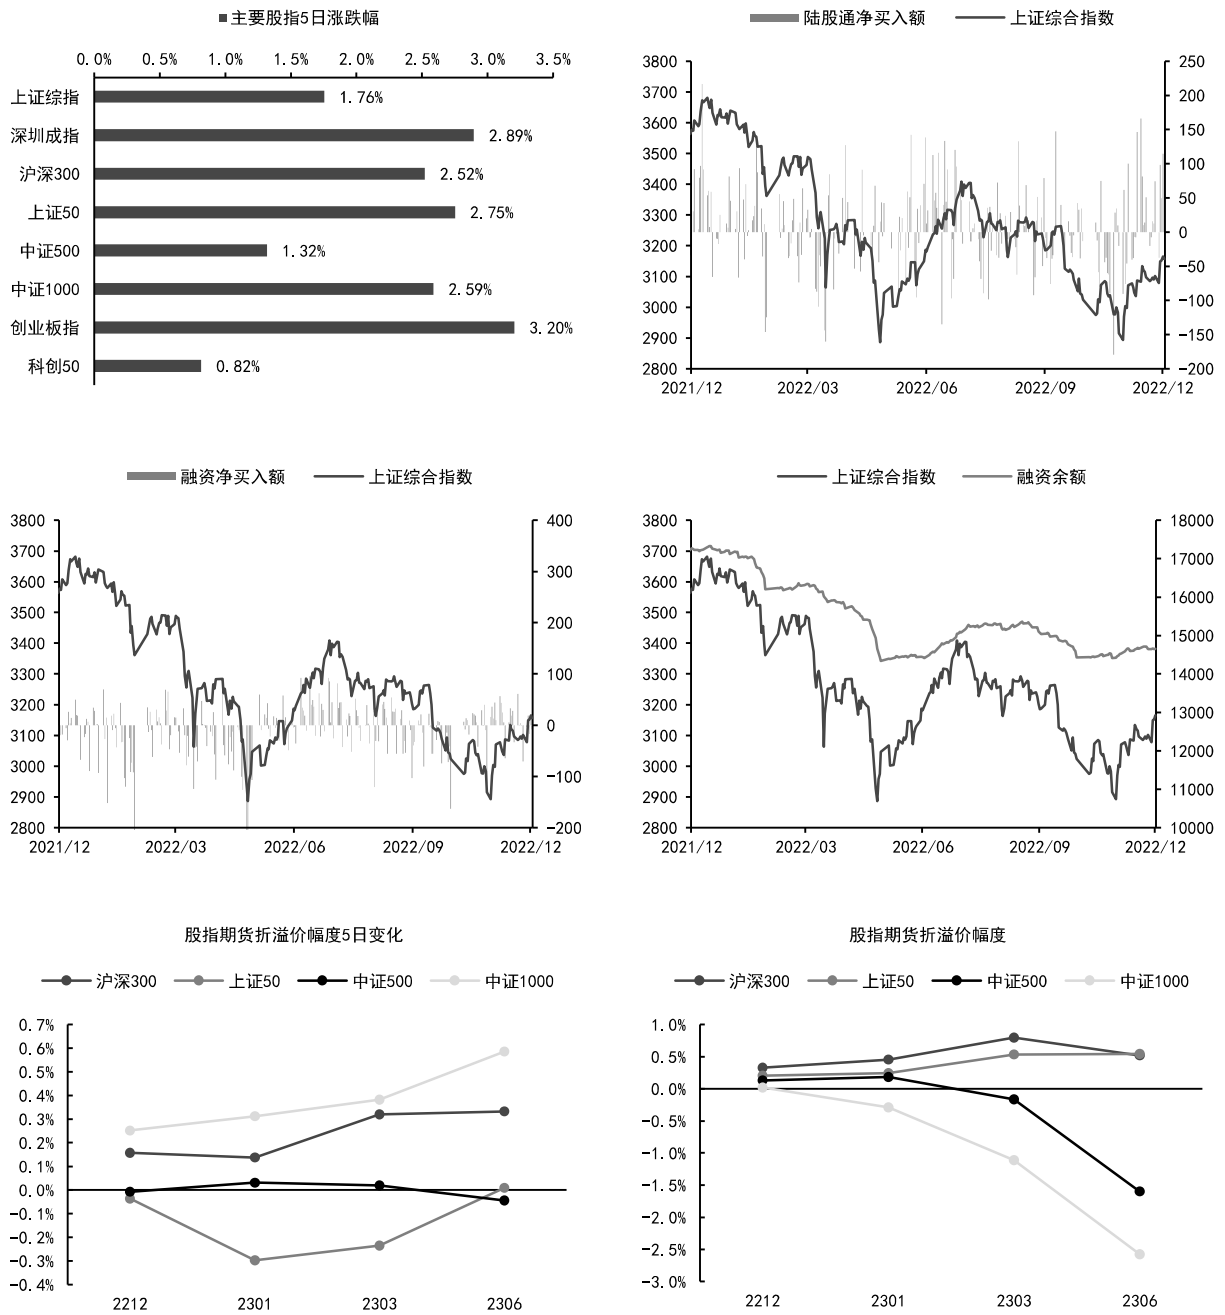 主要股指5日涨跌幅
0.0% 0.5% 1.0% 1.5% 2.0% 2.5% 3.0% 3.5%
上证综指 1.76%
深圳成指 2.89%
沪深300 2.52%
上证50 2.75%
中证500 1.32%
中证1000 2.59%
创业板指 3.20%
科创50 0.82%
陆股通净买入额 上证综合指数
3800 250
3700 200
3600 150
3500 100
3400 50
3300 0
3200 -50
3100 -100
3000 -150
2900 -200
2800
2021/12 2022/03 2022/06 2022/09 2022/12
融资净买入额 上证综合指数
3800 400
3700 300
3600 200
3500 100
3400 0
3300 -100
3200 -200
3100
3000
2900
2800
2021/12 2022/03 2022/06 2022/09 2022/12
上证综合指数 融资余额
3800 18000
3700 17000
3600 16000
3500 15000
3400 14000
3300 13000
3200 12000
3100 11000
3000 10000
2900
2800
2021/12 2022/03 2022/06 2022/09 2022/12
股指期货折溢价幅度5日变化
沪深300 上证50 中证500 中证1000
0.7%
0.6%
0.5%
0.4%
0.3%
0.2%
0.1%
0.0%
-0.1%
-0.2%
-0.3%
-0.4%
2212 2301 2303 2306
股指期货折溢价幅度
沪深300 上证50 中证500 中证1000
1.0%
0.5%
0.0%
-0.5%
-1.0%
-1.5%
-2.0%
-2.5%
-3.0%
2212 2301 2303 2306